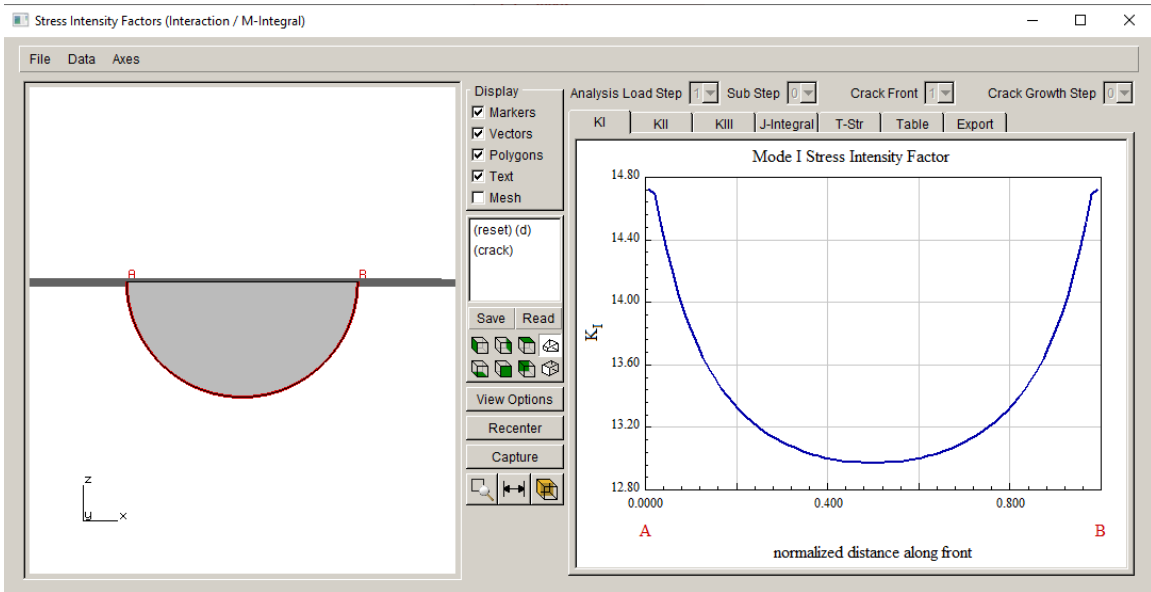 Stress Intensity Factors (Interaction / M-Integral)
File Data Axes
A B
z
y x
Display
Markers
Vectors
Polygons
Text
Mesh
(reset) (d)
(crack)
Save Read
View Options
Recenter
Capture
Analysis Load Step 1 Sub Step 0 Crack Front 1 Crack Growth Step 0
KI KII KIII J-Integral T-Str Table Export
Mode I Stress Intensity Factor
14.80
14.40
14.00
13.60
13.20
12.80
KI
0.0000 0.400 0.800
A B
normalized distance along front